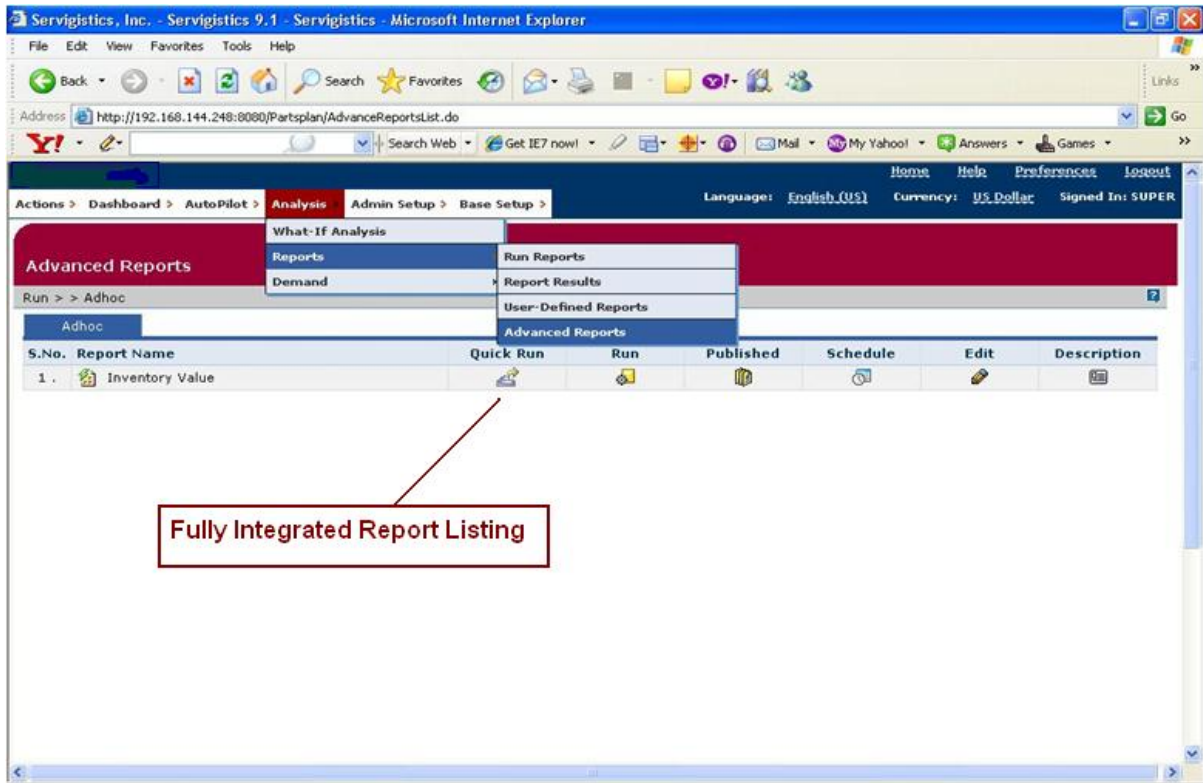 Servigistics, Inc. - Servigistics 9.1 - Servigistics - Microsoft Internet Explorer
File Edit View Favorites Tools Help
Back Search Favorites Links
Address http://192.168.144.248:8080/Partsplan/AdvanceReportsList.do Go
Y! Search Web Get IE7 now! Mail My Yahoo! Answers Games
Home Help Preferences Logout
Actions > Dashboard > AutoPilot > Analysis Admin Setup > Base Setup > Language: English (US) Currency: US Dollar Signed In: SUPER
What-If Analysis
Advanced Reports
Reports
Demand
Run Reports
Report Results
User-Defined Reports
Advanced Reports
Run > > Adhoc
Adhoc
S.No. Report Name Quick Run Run Published Schedule Edit Description
1 . Inventory Value
Fully Integrated Report Listing